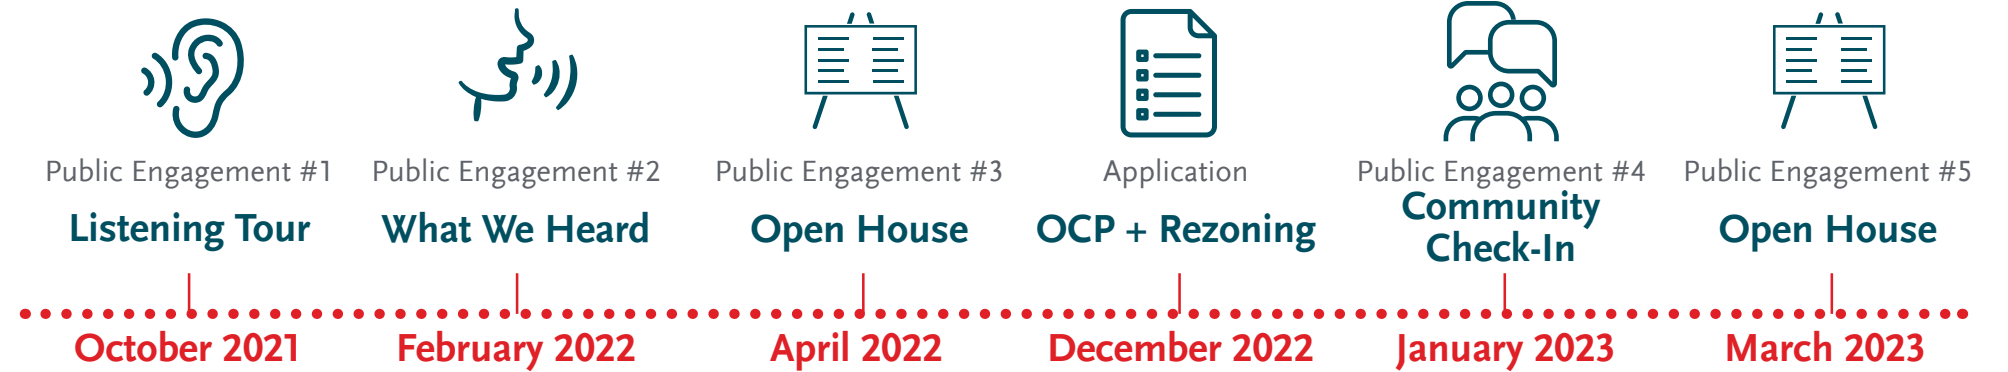 Public Engagement #1
Listening Tour
October 2021
Public Engagement #2
What We Heard
February 2022
Public Engagement #3
Open House
April 2022
Application
OCP + Rezoning
December 2022
Public Engagement #4
Community
Check-In
January 2023
Public Engagement #5
Open House
March 2023